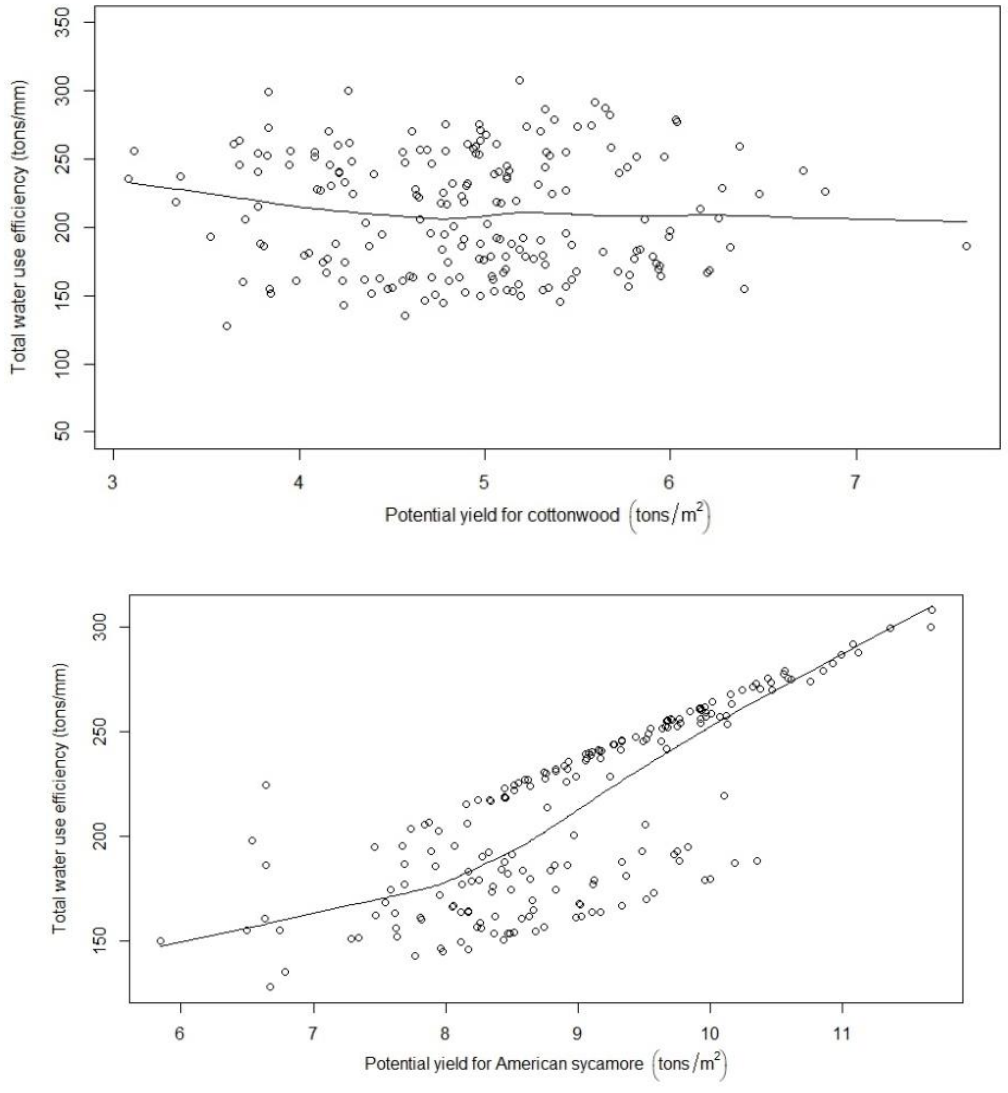 350
300
250
200
150
100
50
Total water use efficiency (tons/mm)
3 4 5 6 7
Potential yield for cottonwood (tons/m²)
300
250
200
150
Total water use efficiency (tons/mm)
6 7 8 9 10 11
Potential yield for American sycamore (tons/m²)